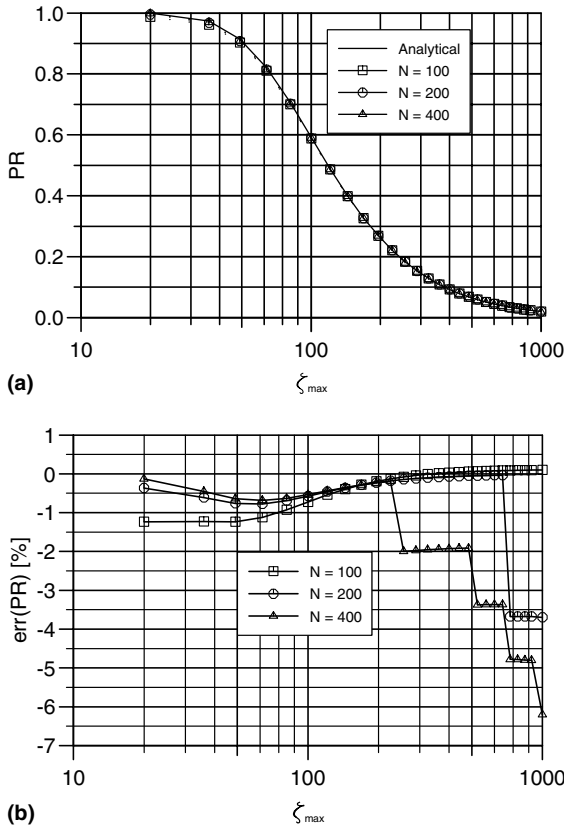 1.0
0.8
0.6
0.4
0.2
0.0
PR
Analytical
N = 100
N = 200
N = 400
10
100
1000
ζmax
(a)
1
0
-1
-2
-3
-4
-5
-6
-7
err(PR) [%]
N = 100
N = 200
N = 400
10
100
1000
ζmax
(b)